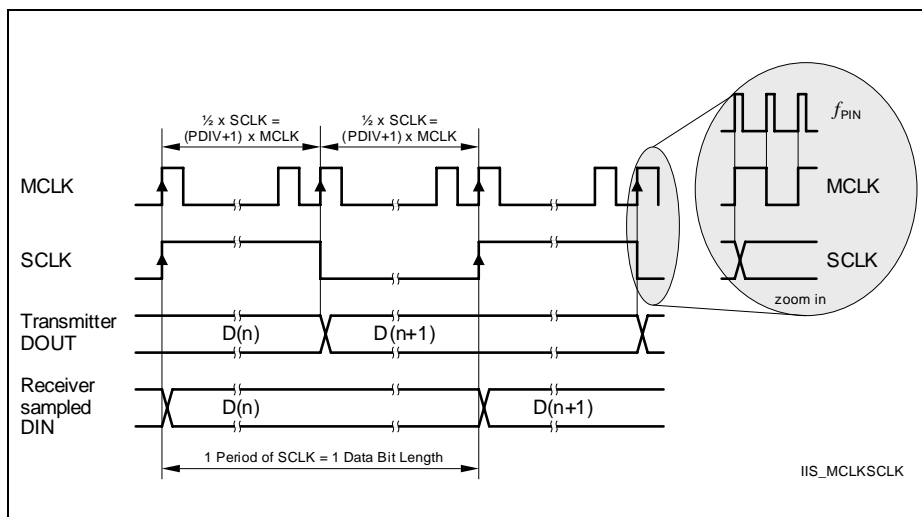 ½ x SCLK =
(PDIV+1) x MCLK
½ x SCLK =
(PDIV+1) x MCLK
MCLK
SCLK
Transmitter
DOUT
D(n)
D(n+1)
Receiver
sampled
DIN
D(n)
D(n+1)
1 Period of SCLK = 1 Data Bit Length
fPIN
MCLK
SCLK
zoom in
IIS_MCLKSCLK